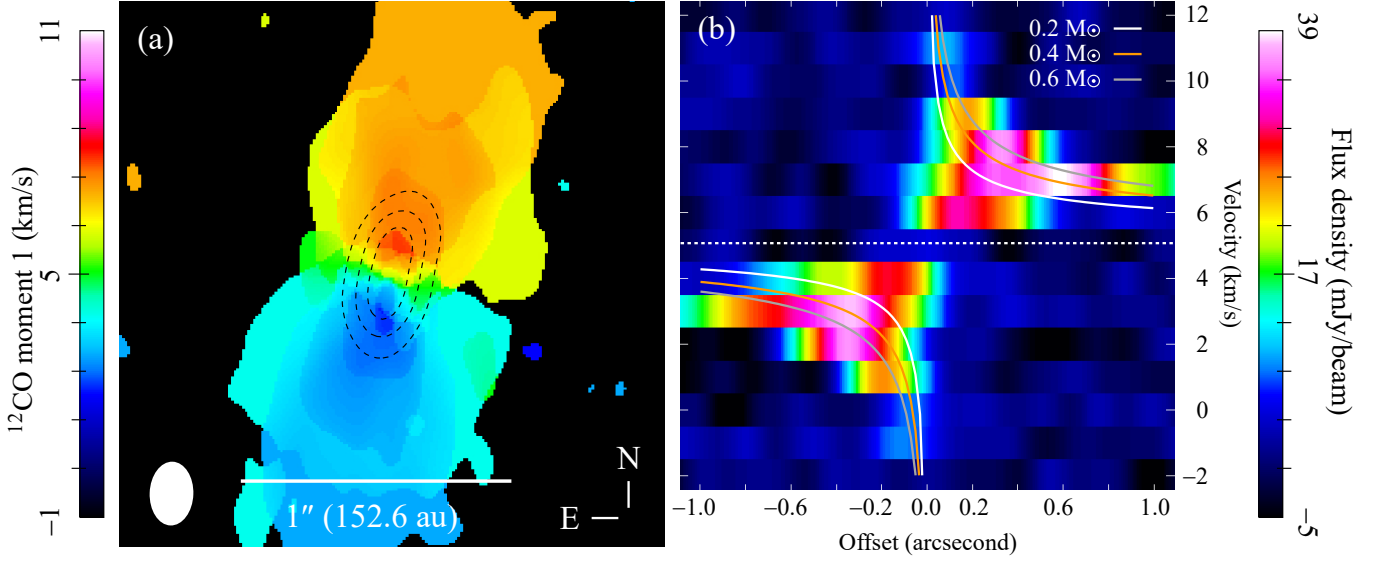 11
5
−1
¹²CO moment 1 (km/s)
(a)
N
E
1″ (152.6 au)
(b)
0.2 M⊙
0.4 M⊙
0.6 M⊙
12
10
8
6
4
2
0
−2
Velocity (km/s)
−1.0
−0.6
−0.2
0.0
0.2
0.6
1.0
Offset (arcsecond)
39
17
−5
Flux density (mJy/beam)